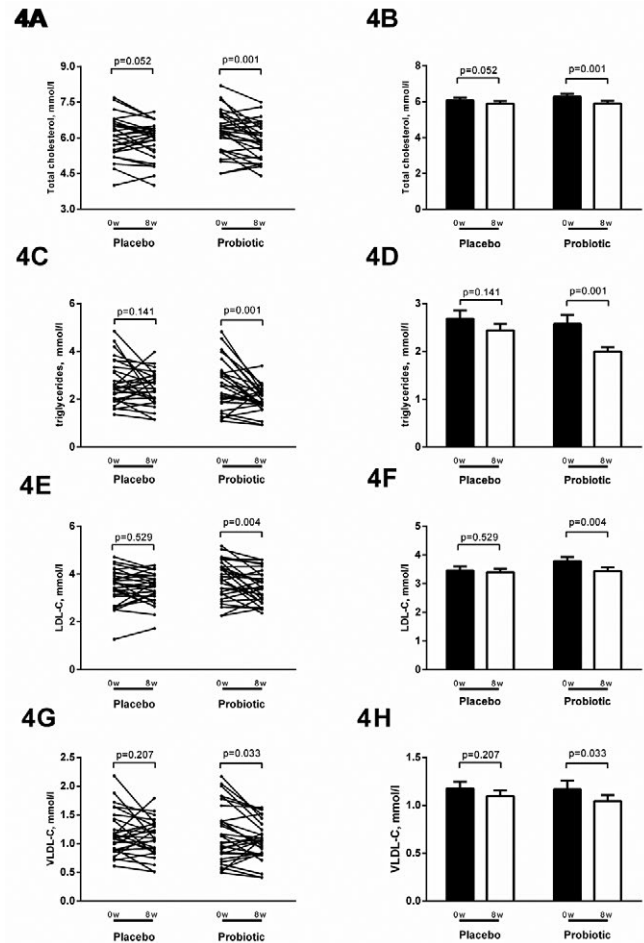 4A
p=0.052
p=0.001
Total cholesterol, mmol/l
9.0
7.5
6.0
4.5
3.0
0w 8w 0w 8w
Placebo Probiotic
4B
p=0.052
p=0.001
Total cholesterol, mmol/l
8
6
4
2
0
0w 8w 0w 8w
Placebo Probiotic
4C
p=0.141
p=0.001
triglycerides, mmol/l
6
4
2
0
0w 8w 0w 8w
Placebo Probiotic
4D
p=0.141
p=0.001
triglycerides, mmol/l
3
2
1
0
0w 8w 0w 8w
Placebo Probiotic
4E
p=0.529
p=0.004
LDL-C, mmol/l
6
4
2
0
0w 8w 0w 8w
Placebo Probiotic
4F
p=0.529
p=0.004
LDL-C, mmol/l
5
4
3
2
1
0
0w 8w 0w 8w
Placebo Probiotic
4G
p=0.207
p=0.033
VLDL-C, mmol/l
2.5
2.0
1.5
1.0
0.5
0.0
0w 8w 0w 8w
Placebo Probiotic
4H
p=0.207
p=0.033
VLDL-C, mmol/l
1.5
1.0
0.5
0.0
0w 8w 0w 8w
Placebo Probiotic